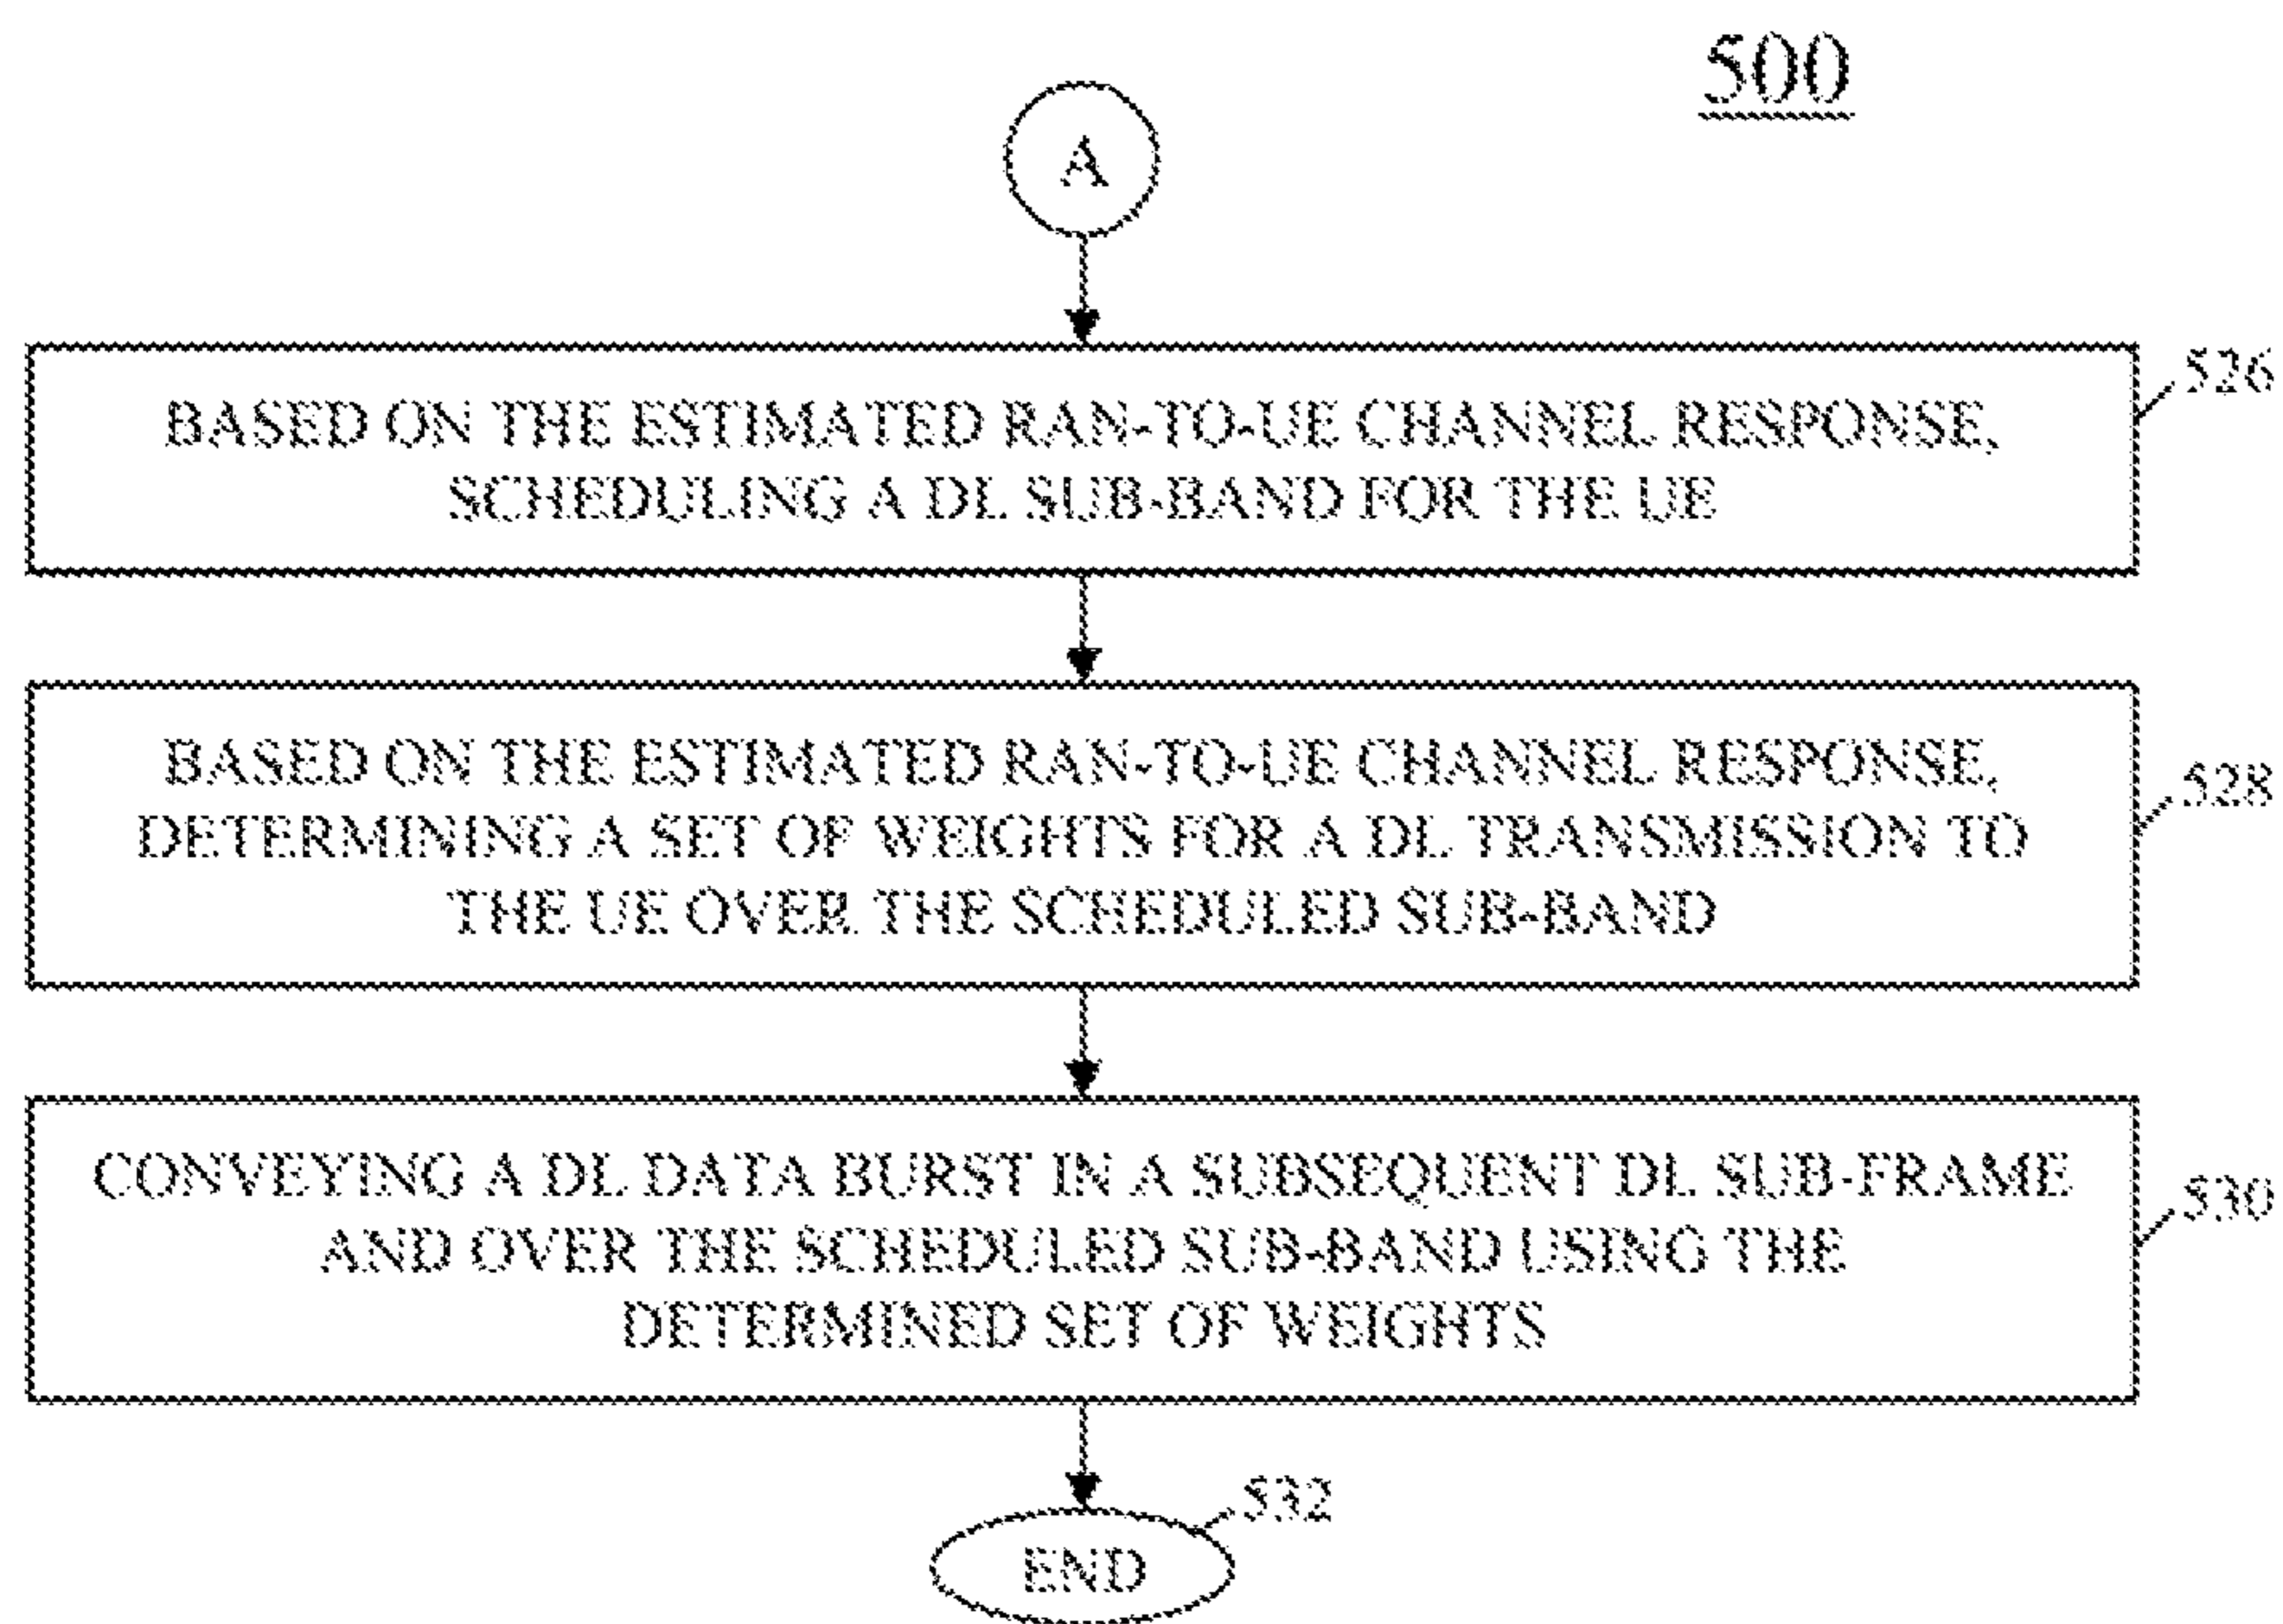 500
A
BASED ON THE ESTIMATED RAN-TO-UE CHANNEL RESPONSE,
SCHEDULING A DL SUB-BAND FOR THE UE
526
BASED ON THE ESTIMATED RAN-TO-UE CHANNEL RESPONSE,
DETERMINING A SET OF WEIGHTS FOR A DL TRANSMISSION TO
THE UE OVER THE SCHEDULED SUB-BAND
528
CONVEYING A DL DATA BURST IN A SUBSEQUENT DL SUB-FRAME
AND OVER THE SCHEDULED SUB-BAND USING THE
DETERMINED SET OF WEIGHTS
530
532
END